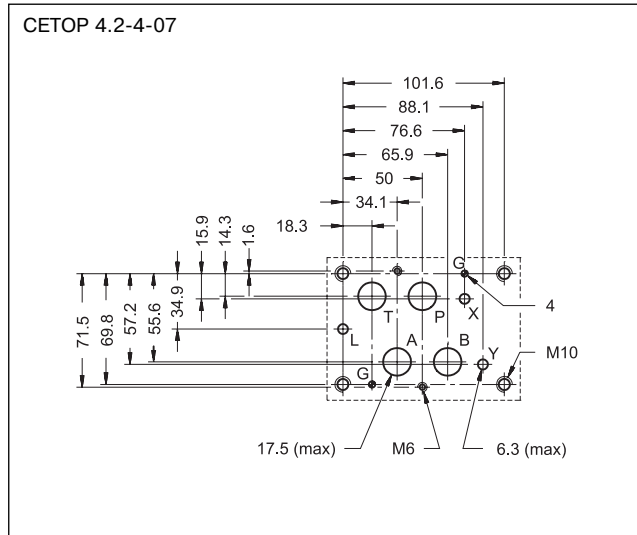 CETOP 4.2-4-07
101.6
88.1
76.6
65.9
50
34.1
18.3
15.9
14.3
1.6
G
4
71.5
69.8
57.2
55.6
34.9
T
P
X
L
A
B
Y
M10
G
17.5 (max)
M6
6.3 (max)